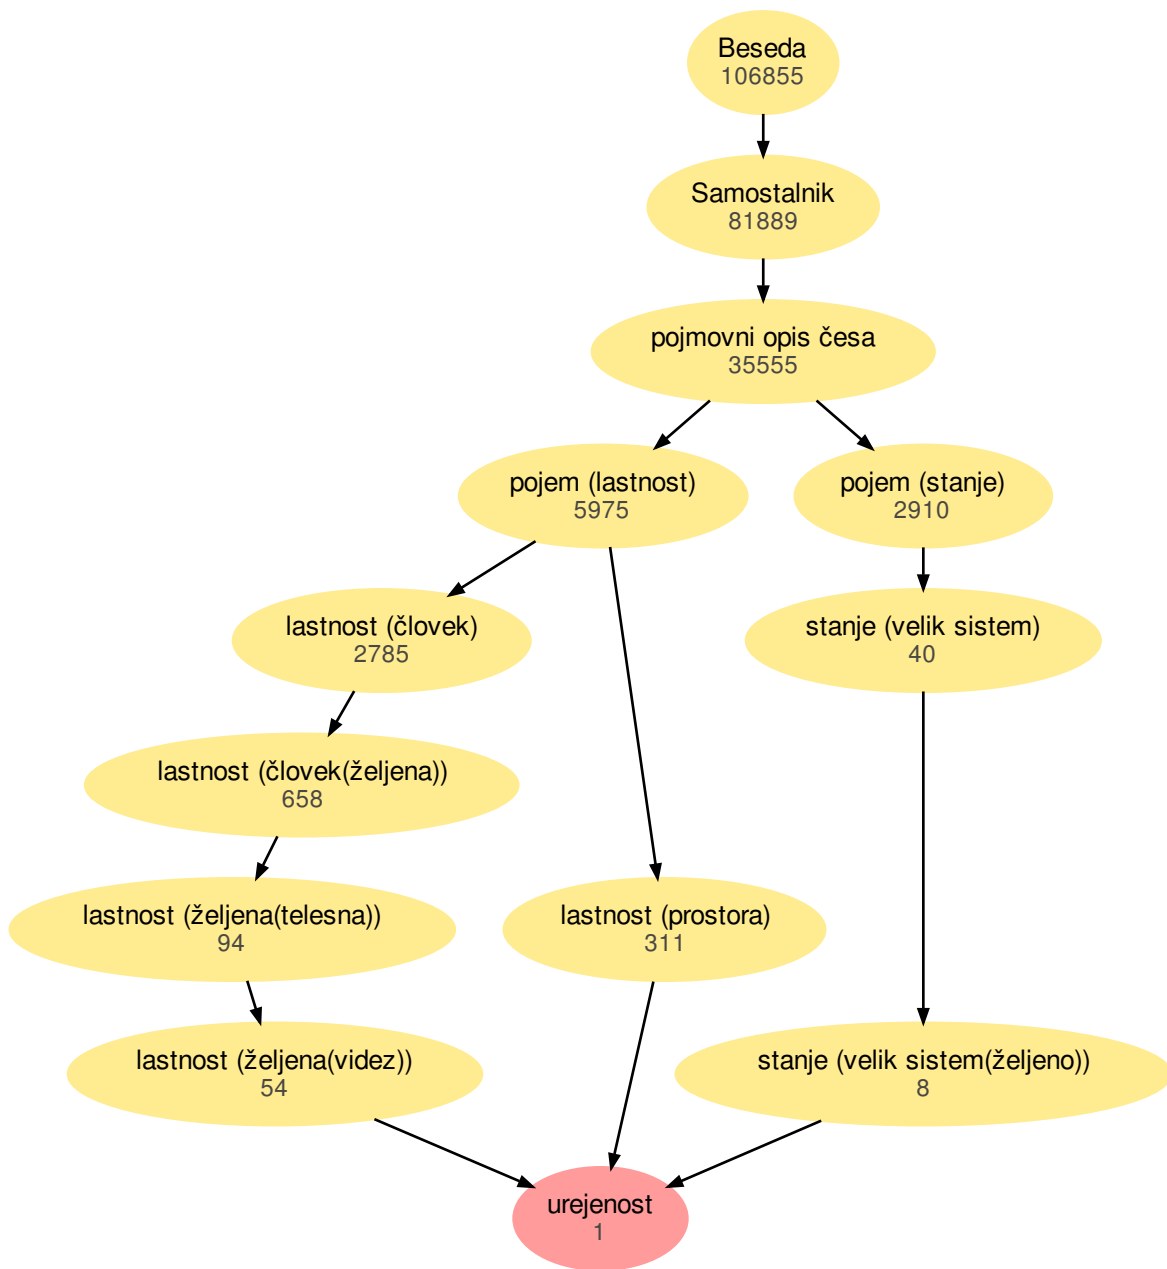 Beseda
106855
Samostalnik
81889
pojmovni opis česa
35555
pojem (lastnost)
5975
pojem (stanje)
2910
lastnost (človek)
2785
stanje (velik sistem)
40
lastnost (človek(željena))
658
lastnost (željena(telesna))
94
lastnost (prostora)
311
lastnost (željena(videz))
54
stanje (velik sistem(željeno))
8
urejenost
1